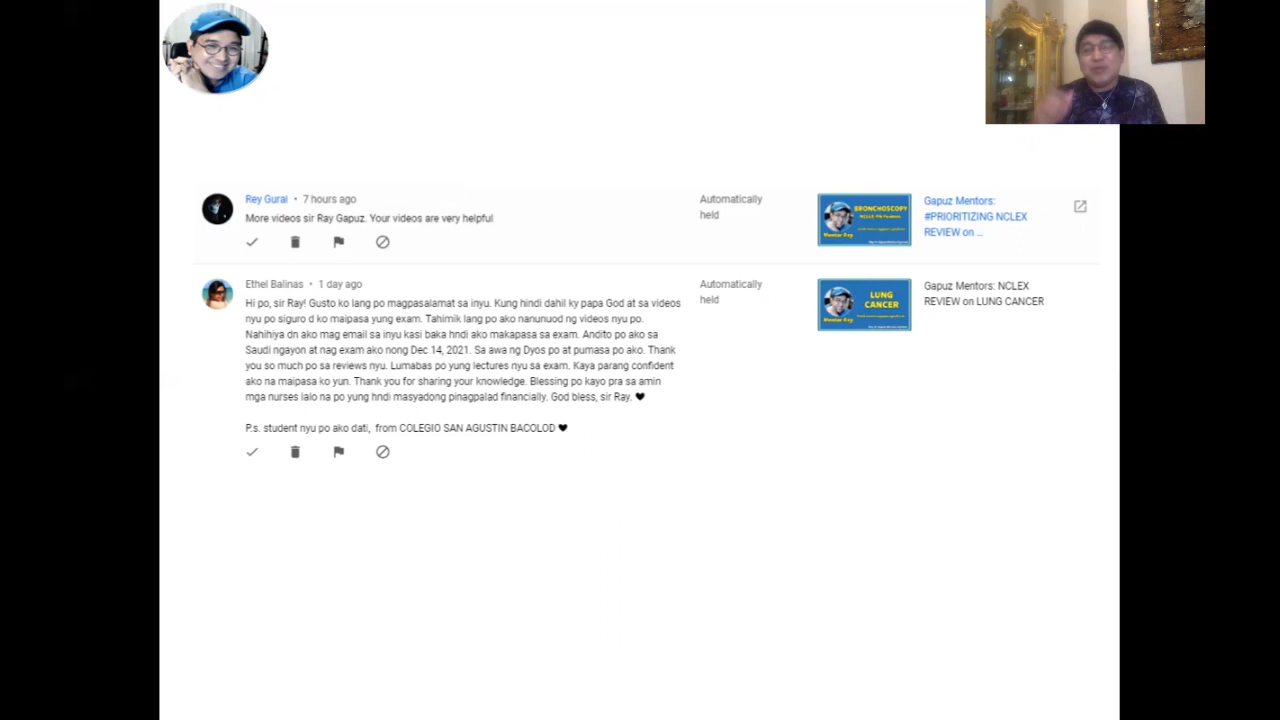 Rey Gural • 7 hours ago
More videos sir Ray Gapuz. Your videos are very helpful
Automatically
held
BRONCHOSCOPY
Mentor Ray
Gapuz Mentors:
#PRIORITIZING NCLEX
REVIEW on ...
Ethel Balinas • 1 day ago
Hi po, sir Ray! Gusto ko lang po magpasalamat sa inyu. Kung hindi dahil ky papa God at sa videos
nyu po siguro d ko maipasa yung exam. Tahimik lang po ako nanunuod ng videos nyu po.
Nahihiya dn ako mag email sa inyu kasi baka hndi ako makapasa sa exam. Andito po ako sa
Saudi ngayon at nag exam ako nong Dec 14, 2021. Sa awa ng Dyos po at pumasa po ako. Thank
you so much po sa reviews nyu. Lumabas po yung lectures nyu sa exam. Kaya parang confident
ako na maipasa ko yun. Thank you for sharing your knowledge. Blessing po kayo pra sa amin
mga nurses lalo na po yung hndi masyadong pinagpalad financially. God bless, sir Ray. 🖤
P.s. student nyu po ako dati, from COLEGIO SAN AGUSTIN BACOLOD 🖤
Automatically
held
LUNG
CANCER
Mentor Ray
Gapuz Mentors: NCLEX
REVIEW on LUNG CANCER